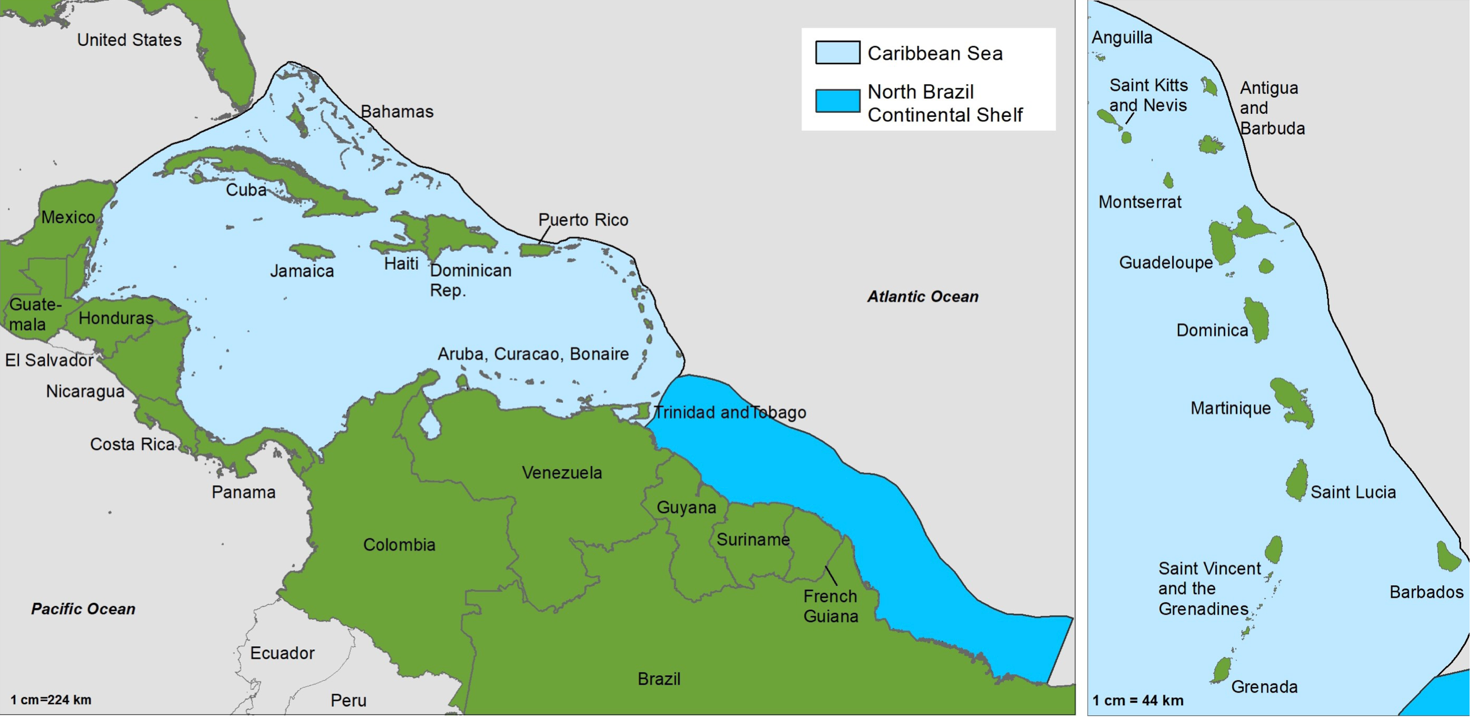 United States
Caribbean Sea
North Brazil
Continental Shelf
Bahamas
Cuba
Mexico
Puerto Rico
Jamaica
Haiti
Dominican
Rep.
Atlantic Ocean
Guate-
mala
Honduras
El Salvador
Aruba, Curacao, Bonaire
Nicaragua
Trinidad andTobago
Costa Rica
Venezuela
Panama
Guyana
Colombia
Suriname
French
Guiana
Pacific Ocean
Ecuador
Brazil
Peru
1 cm=224 km
Anguilla
Saint Kitts
and Nevis
Antigua
and
Barbuda
Montserrat
Guadeloupe
Dominica
Martinique
Saint Lucia
Saint Vincent
and the
Grenadines
Barbados
Grenada
1 cm = 44 km